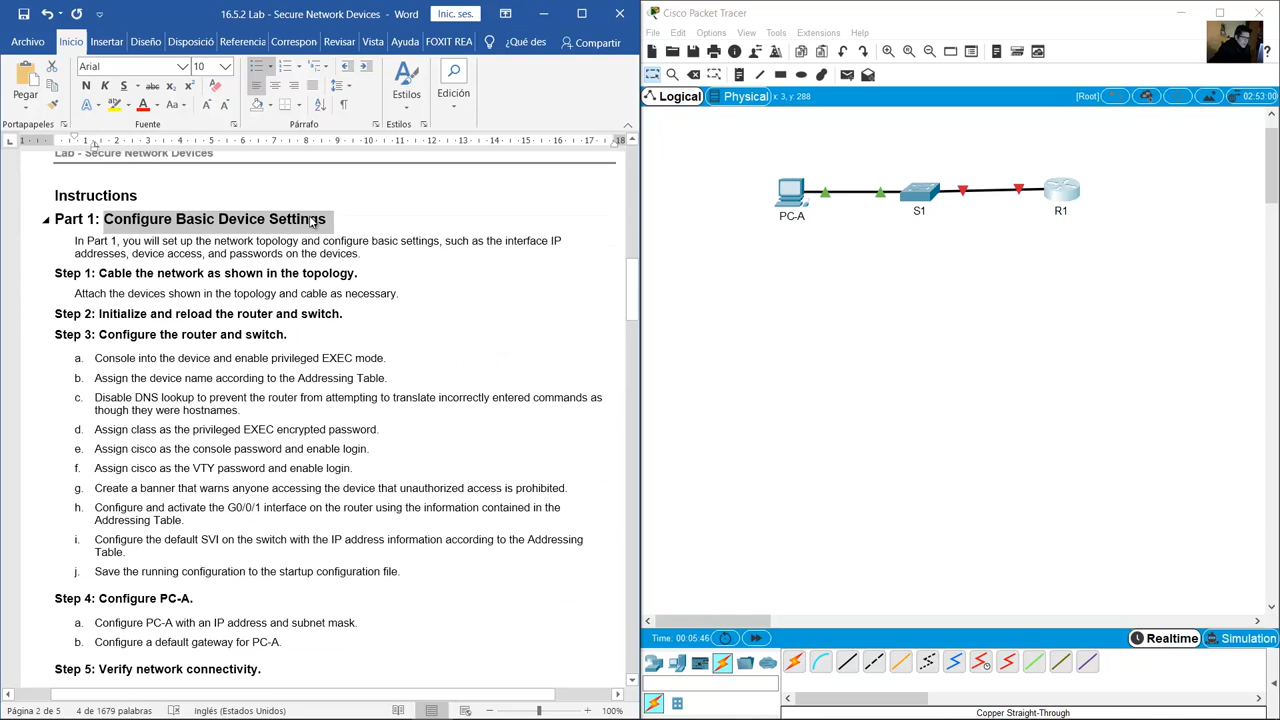 16.5.2 Lab - Secure Network Devices - Word
Inic. ses.
Archivo Inicio Insertar Dibujar Disposición Referencia Correspon Revisar Vista Ayuda FOXIT REA ¿Qué des Compartir
Arial 10
Pegar
Estilos
Edición
Portapapeles Fuente Párrafo Estilos
Lab - Secure Network Devices
Instructions
Part 1: Configure Basic Device Settings
In Part 1, you will set up the network topology and configure basic settings, such as the interface IP
addresses, device access, and passwords on the devices.
Step 1: Cable the network as shown in the topology.
Attach the devices shown in the topology and cable as necessary.
Step 2: Initialize and reload the router and switch.
Step 3: Configure the router and switch.
a. Console into the device and enable privileged EXEC mode.
b. Assign the device name according to the Addressing Table.
c. Disable DNS lookup to prevent the router from attempting to translate incorrectly entered commands as
though they were hostnames.
d. Assign class as the privileged EXEC encrypted password.
e. Assign cisco as the console password and enable login.
f. Assign cisco as the VTY password and enable login.
g. Create a banner that warns anyone accessing the device that unauthorized access is prohibited.
h. Configure and activate the G0/0/1 interface on the router using the information contained in the
Addressing Table.
i. Configure the default SVI on the switch with the IP address information according to the Addressing
Table.
j. Save the running configuration to the startup configuration file.
Step 4: Configure PC-A.
a. Configure PC-A with an IP address and subnet mask.
b. Configure a default gateway for PC-A.
Step 5: Verify network connectivity.
Página 2 de 5 4 de 1679 palabras Inglés (Estados Unidos) 100%
Cisco Packet Tracer
File Edit Options View Tools Extensions Help
Logical Physical x: 3, y: 288 [Root] 02:53:00
PC-A S1 R1
Time: 00:05:46 Realtime Simulation
Copper Straight-Through